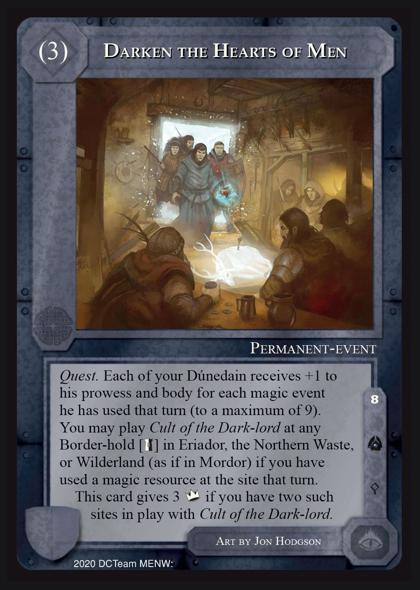 (3)
DARKEN THE HEARTS OF MEN
PERMANENT-EVENT
Quest. Each of your Dúnedain receives +1 to
his prowess and body for each magic event
he has used that turn (to a maximum of 9).
You may play Cult of the Dark-lord at any
Border-hold [ ] in Eriador, the Northern Waste,
or Wilderland (as if in Mordor) if you have
used a magic resource at the site that turn.
This card gives 3 if you have two such
sites in play with Cult of the Dark-lord.
8
ART BY JON HODGSON
2020 DCTeam MENW: